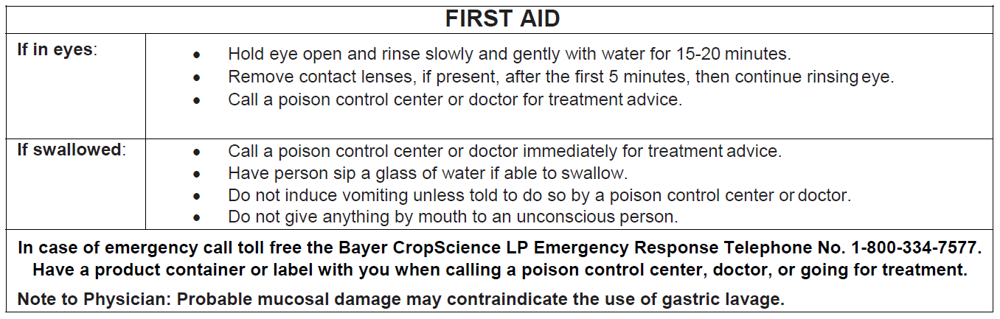 FIRST AID
If in eyes:
• Hold eye open and rinse slowly and gently with water for 15-20 minutes.
• Remove contact lenses, if present, after the first 5 minutes, then continue rinsing eye.
• Call a poison control center or doctor for treatment advice.
If swallowed:
• Call a poison control center or doctor immediately for treatment advice.
• Have person sip a glass of water if able to swallow.
• Do not induce vomiting unless told to do so by a poison control center or doctor.
• Do not give anything by mouth to an unconscious person.
In case of emergency call toll free the Bayer CropScience LP Emergency Response Telephone No. 1-800-334-7577.
Have a product container or label with you when calling a poison control center, doctor, or going for treatment.
Note to Physician: Probable mucosal damage may contraindicate the use of gastric lavage.